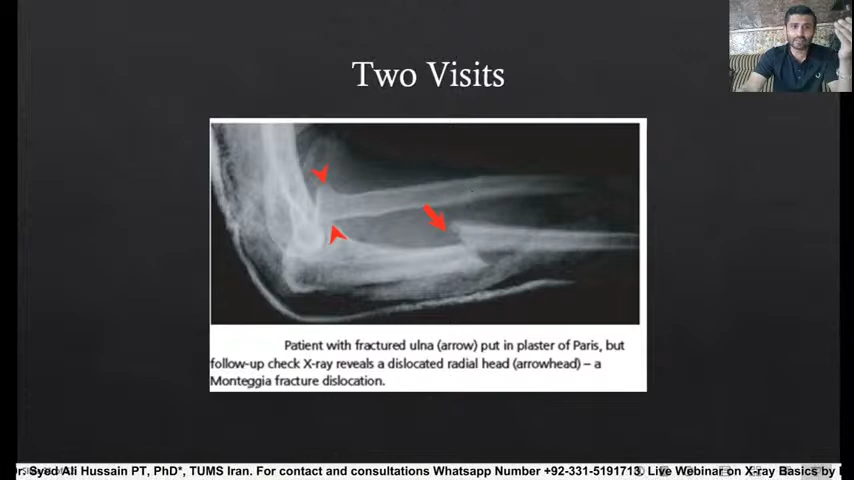 Two Visits
Patient with fractured ulna (arrow) put in plaster of Paris, but
follow-up check X-ray reveals a dislocated radial head (arrowhead) – a
Monteggia fracture dislocation.
Dr. Syed Ali Hussain PT, PhD*, TUMS Iran. For contact and consultations Whatsapp Number +92-331-5191713. Live Webinar on X-ray Basics by